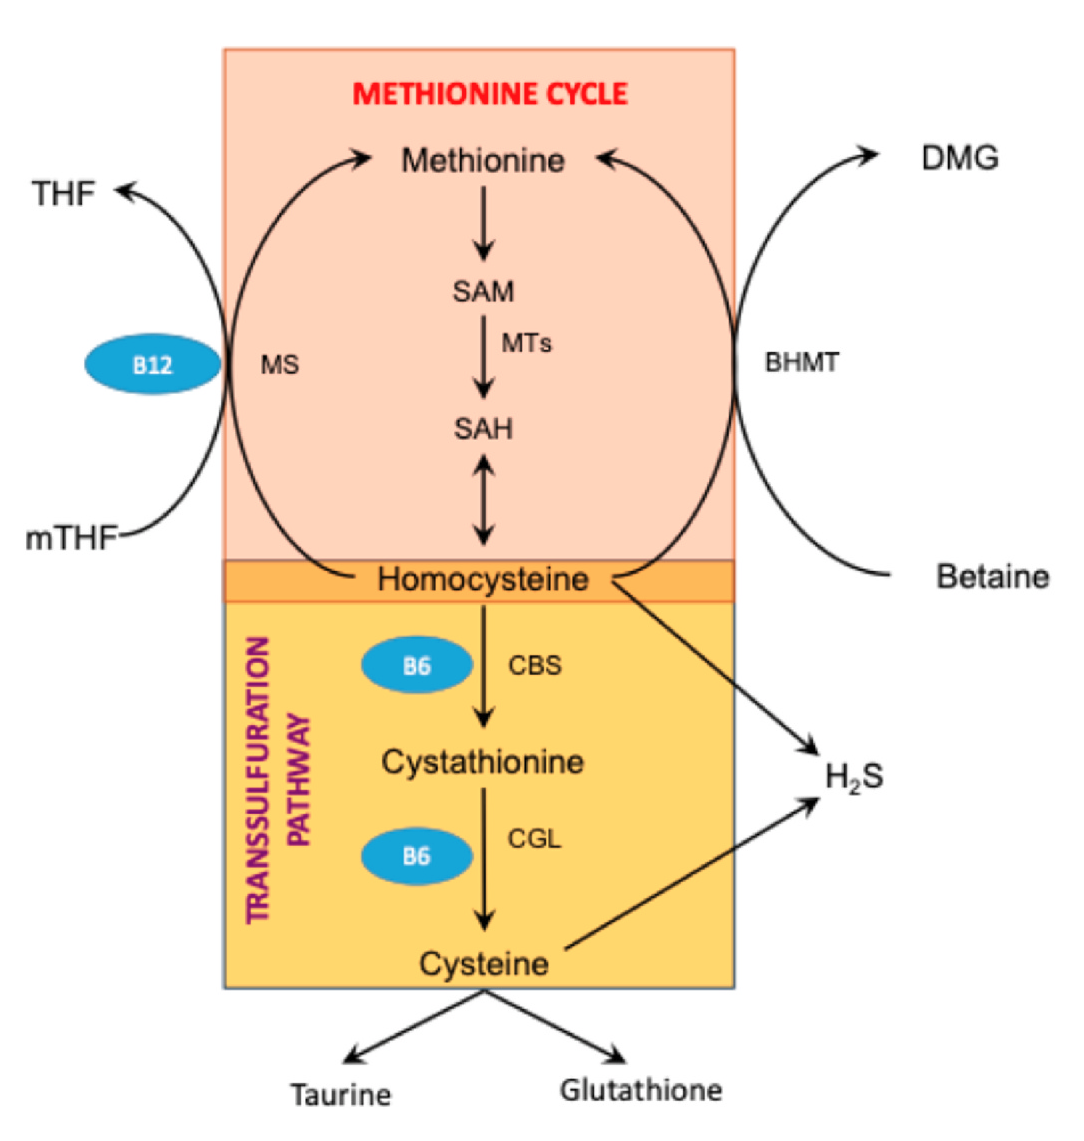 METHIONINE CYCLE
Methionine
DMG
THF
SAM
MTs
B12
MS
BHMT
SAH
mTHF
Homocysteine
Betaine
TRANSSULFURATION
PATHWAY
B6
CBS
Cystathionine
H₂S
B6
CGL
Cysteine
Taurine
Glutathione